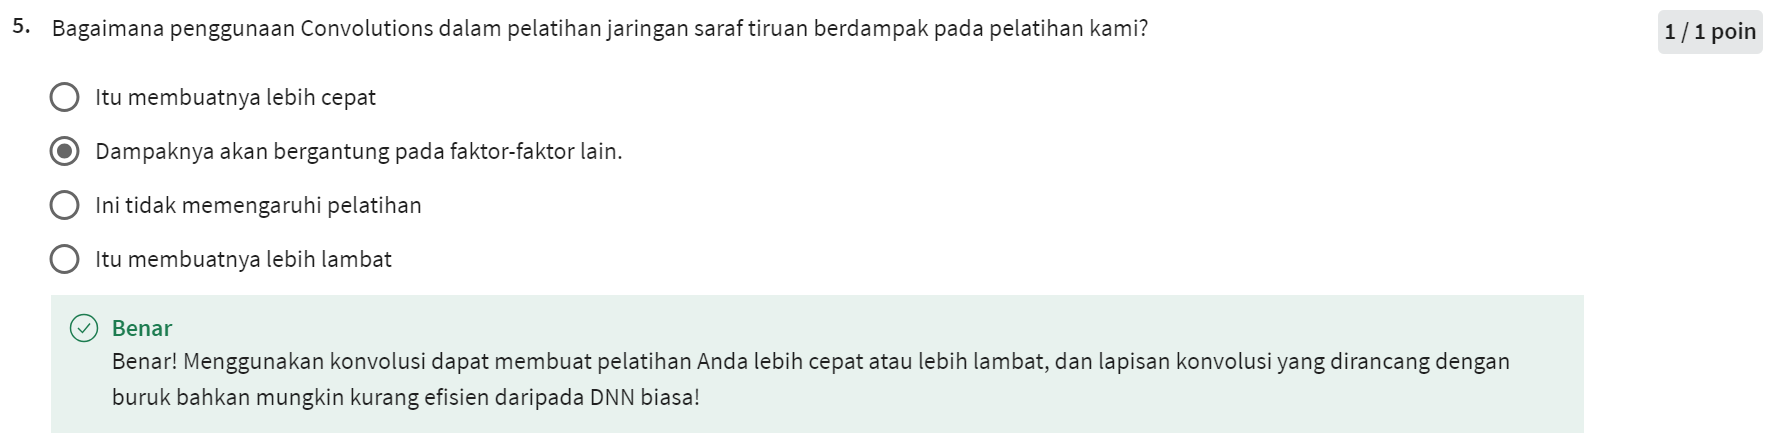 5. Bagaimana penggunaan Convolutions dalam pelatihan jaringan saraf tiruan berdampak pada pelatihan kami?
1 / 1 poin
Itu membuatnya lebih cepat
Dampaknya akan bergantung pada faktor-faktor lain.
Ini tidak memengaruhi pelatihan
Itu membuatnya lebih lambat
Benar
Benar! Menggunakan konvolusi dapat membuat pelatihan Anda lebih cepat atau lebih lambat, dan lapisan konvolusi yang dirancang dengan
buruk bahkan mungkin kurang efisien daripada DNN biasa!